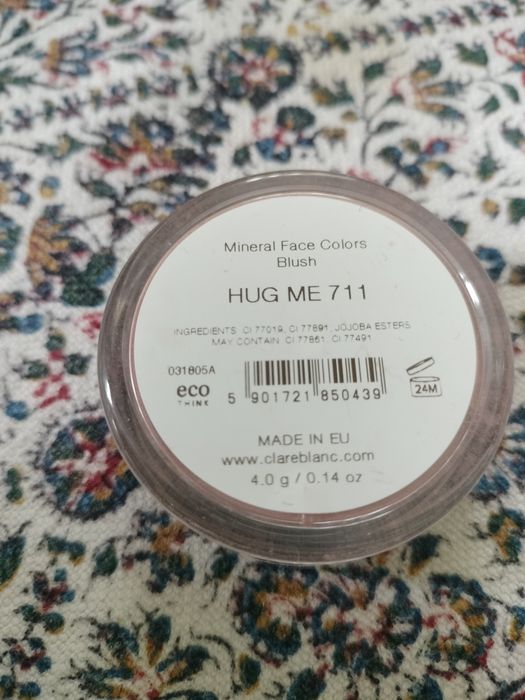 Mineral Face Colors
Blush
HUG ME 711
INGREDIENTS: CI 77019, CI 77891, JOJOBA ESTERS
MAY CONTAIN: CI 77861, CI 77491
031805A
eco
THINK
5 901721 850439
24M
MADE IN EU
www.clareblanc.com
4.0 g / 0.14 oz